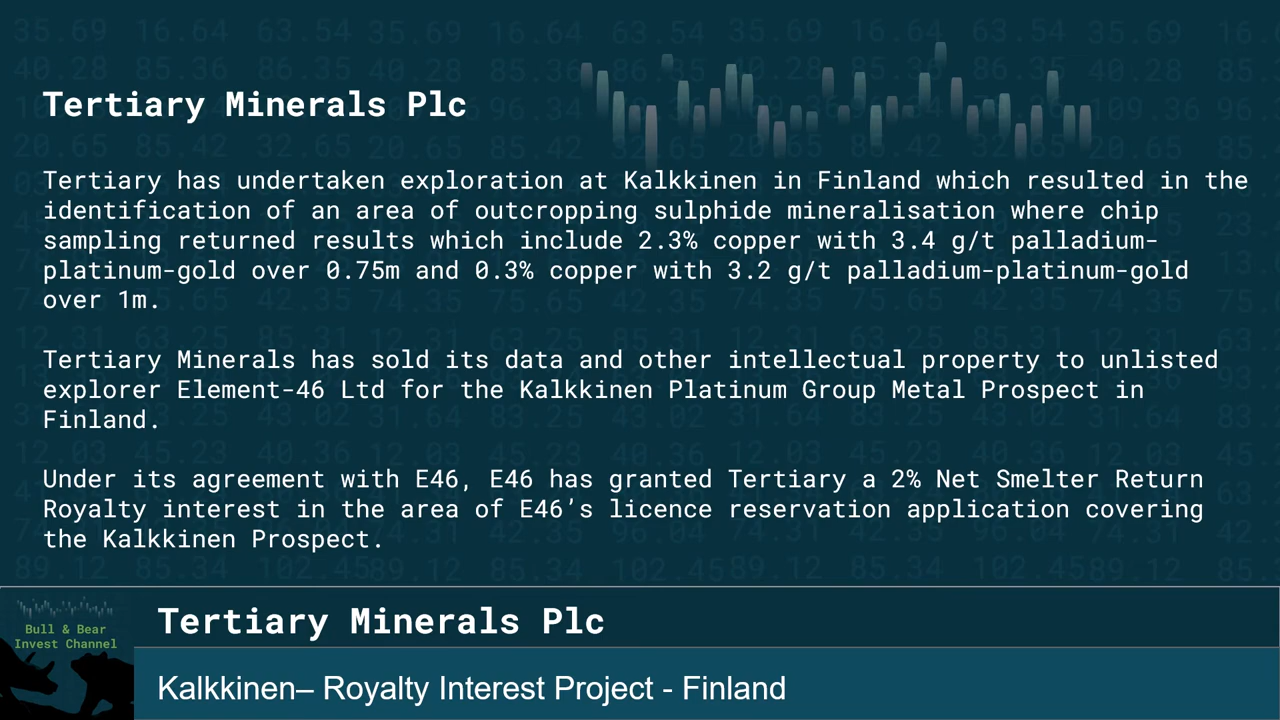 Tertiary Minerals Plc
Tertiary has undertaken exploration at Kalkkinen in Finland which resulted in the
identification of an area of outcropping sulphide mineralisation where chip
sampling returned results which include 2.3% copper with 3.4 g/t palladium-
platinum-gold over 0.75m and 0.3% copper with 3.2 g/t palladium-platinum-gold
over 1m.
Tertiary Minerals has sold its data and other intellectual property to unlisted
explorer Element-46 Ltd for the Kalkkinen Platinum Group Metal Prospect in
Finland.
Under its agreement with E46, E46 has granted Tertiary a 2% Net Smelter Return
Royalty interest in the area of E46’s licence reservation application covering
the Kalkkinen Prospect.
Bull & Bear
Invest Channel
Tertiary Minerals Plc
Kalkkinen– Royalty Interest Project - Finland